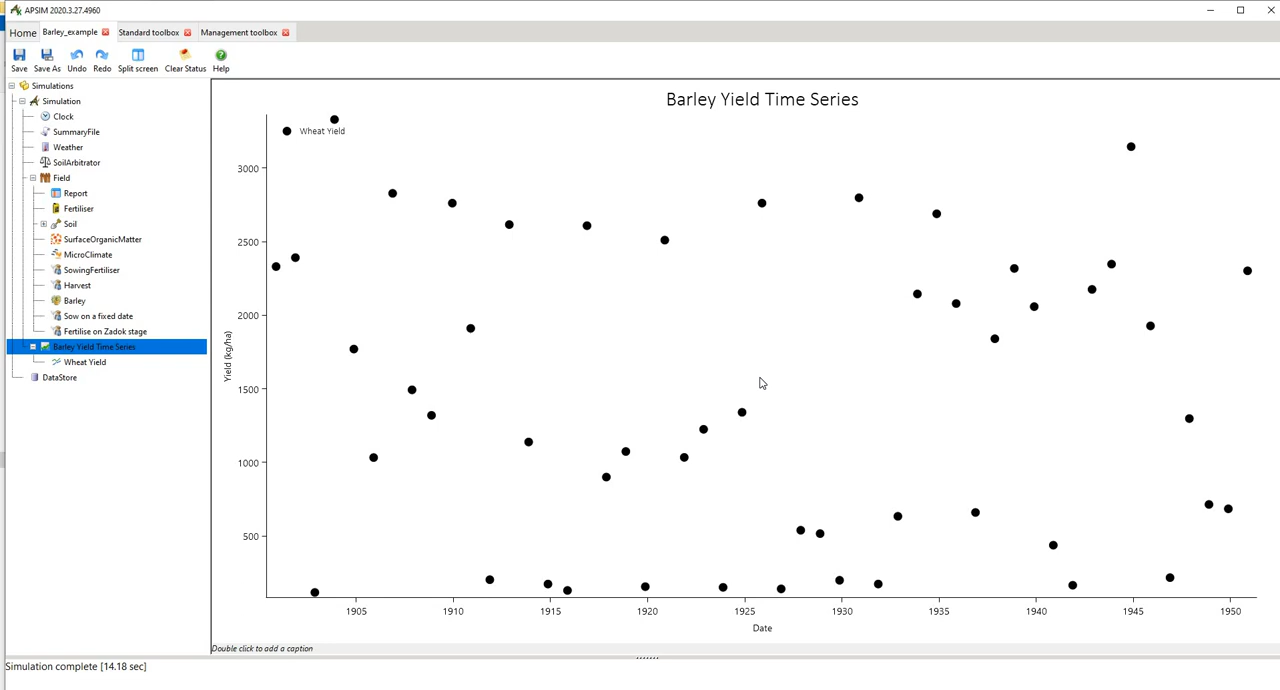 APSIM 2020.3.27.4960
Home Barley_example Standard toolbox Management toolbox
Save Save As Undo Redo Split screen Clear Status Help
Simulations
Simulation
Clock
SummaryFile
Weather
SoilArbitrator
Field
Report
Fertiliser
Soil
SurfaceOrganicMatter
MicroClimate
SowingFertiliser
Harvest
Barley
Sow on a fixed date
Fertilise on Zadok stage
Barley Yield Time Series
Wheat Yield
DataStore
Barley Yield Time Series
Wheat Yield
Yield (kg/ha)
3000
2500
2000
1500
1000
500
1905 1910 1915 1920 1925 1930 1935 1940 1945 1950
Date
Double click to add a caption
Simulation complete [14.18 sec]